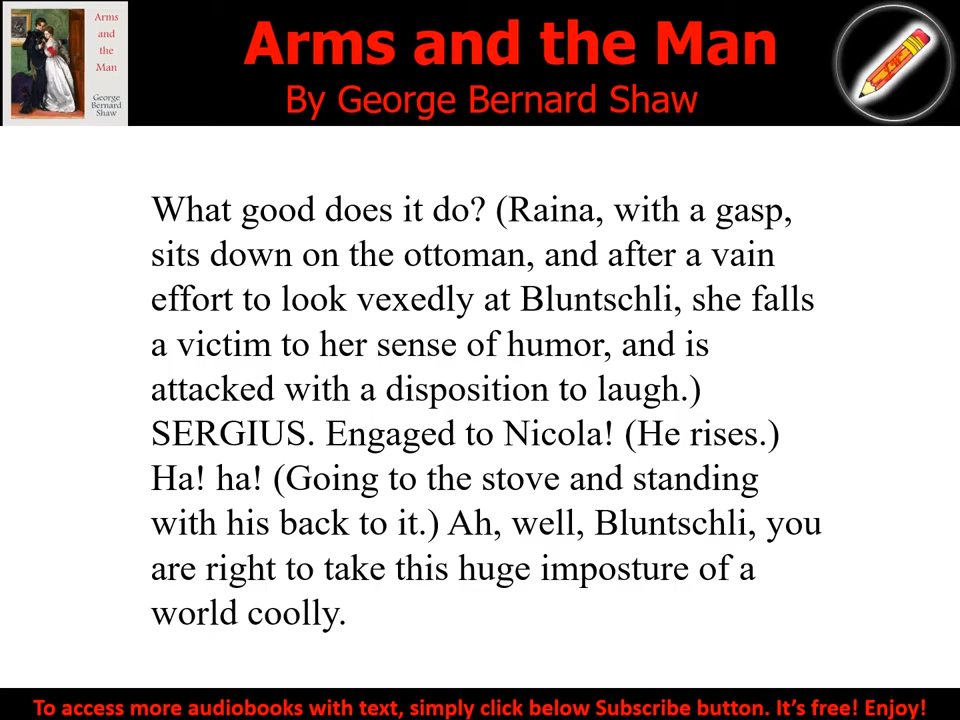 Arms
and
the
Man
George
Bernard
Shaw
Arms and the Man
By George Bernard Shaw
What good does it do? (Raina, with a gasp,
sits down on the ottoman, and after a vain
effort to look vexedly at Bluntschli, she falls
a victim to her sense of humor, and is
attacked with a disposition to laugh.)
SERGIUS. Engaged to Nicola! (He rises.)
Ha! ha! (Going to the stove and standing
with his back to it.) Ah, well, Bluntschli, you
are right to take this huge imposture of a
world coolly.
To access more audiobooks with text, simply click below Subscribe button. It’s free! Enjoy!